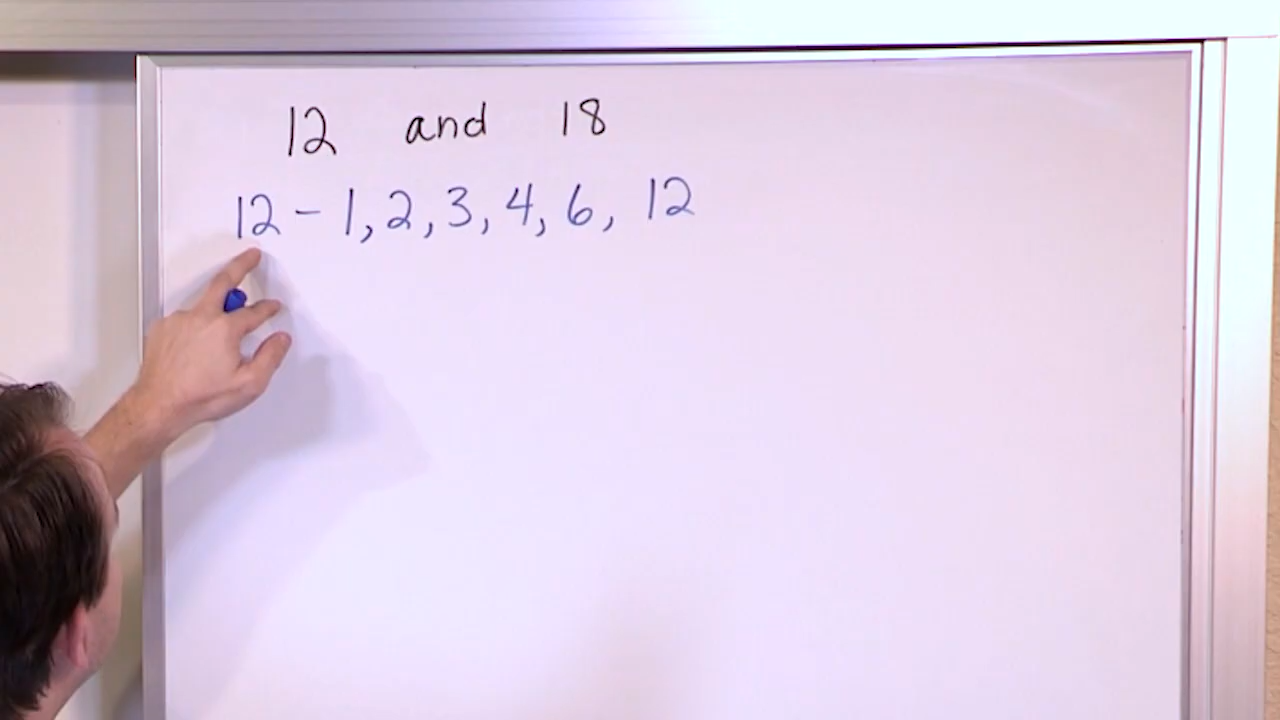 12 and 18
12 - 1, 2, 3, 4, 6, 12